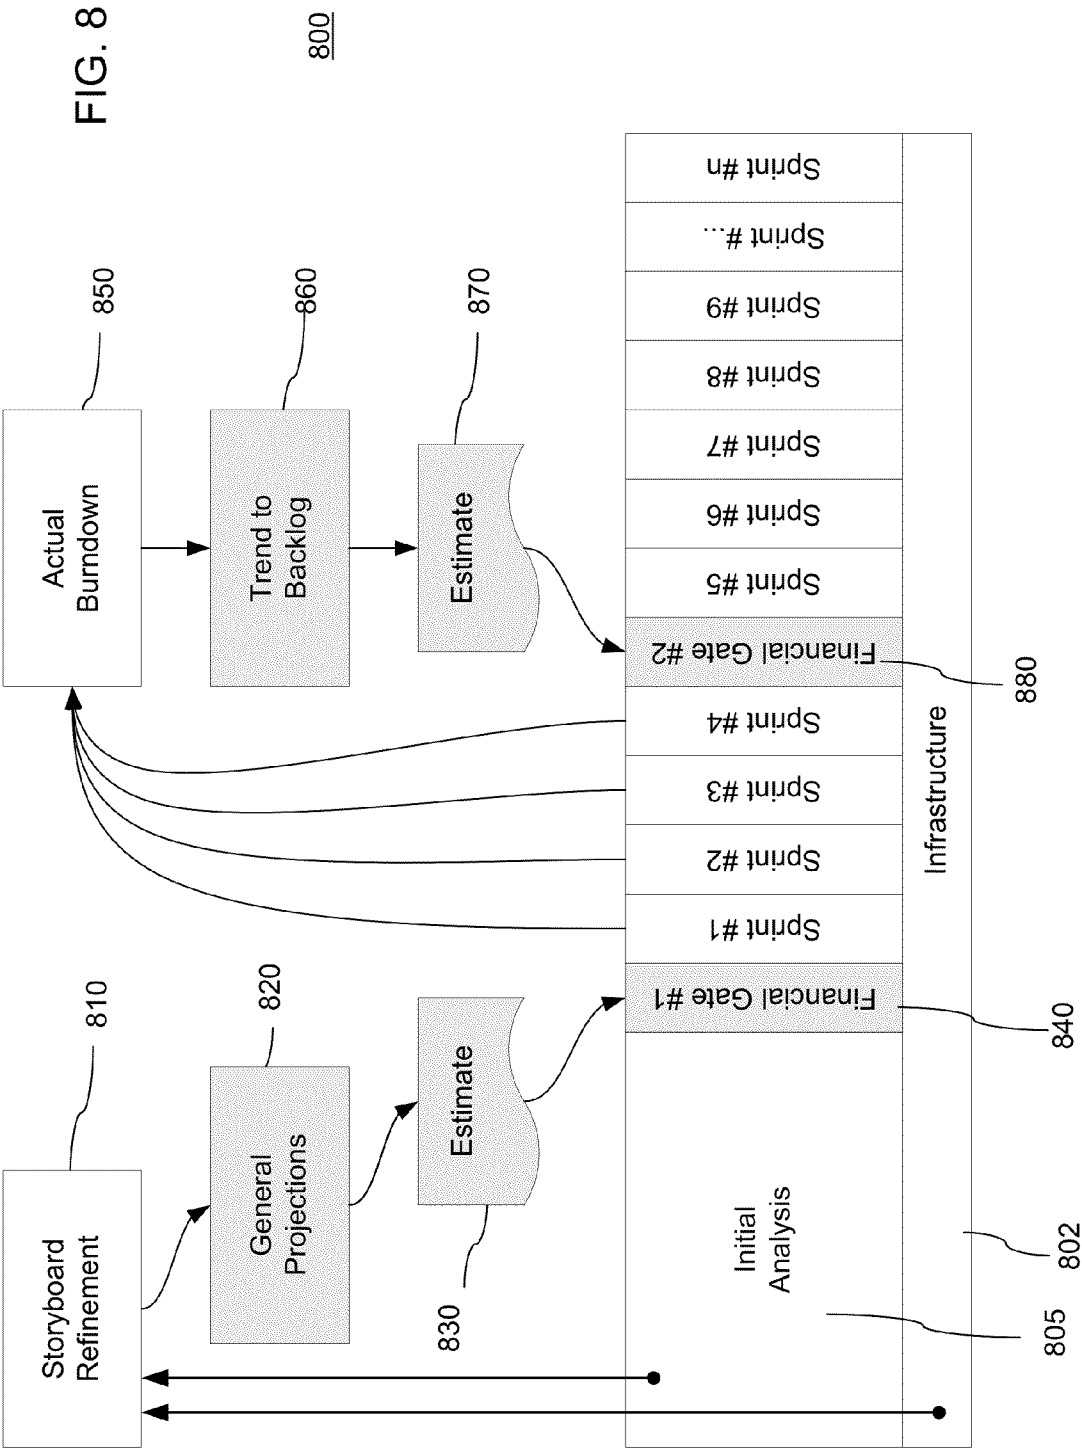 FIG. 8
800
Storyboard
Refinement
810
General
Projections
820
Estimate
830
Actual
Burndown
850
Trend to
Backlog
860
Estimate
870
Initial
Analysis
805
Financial Gate #1
840
Sprint #1
Sprint #2
Sprint #3
Sprint #4
Financial Gate #2
880
Sprint #5
Sprint #6
Sprint #7
Sprint #8
Sprint #9
Sprint #...
Sprint #n
Infrastructure
802